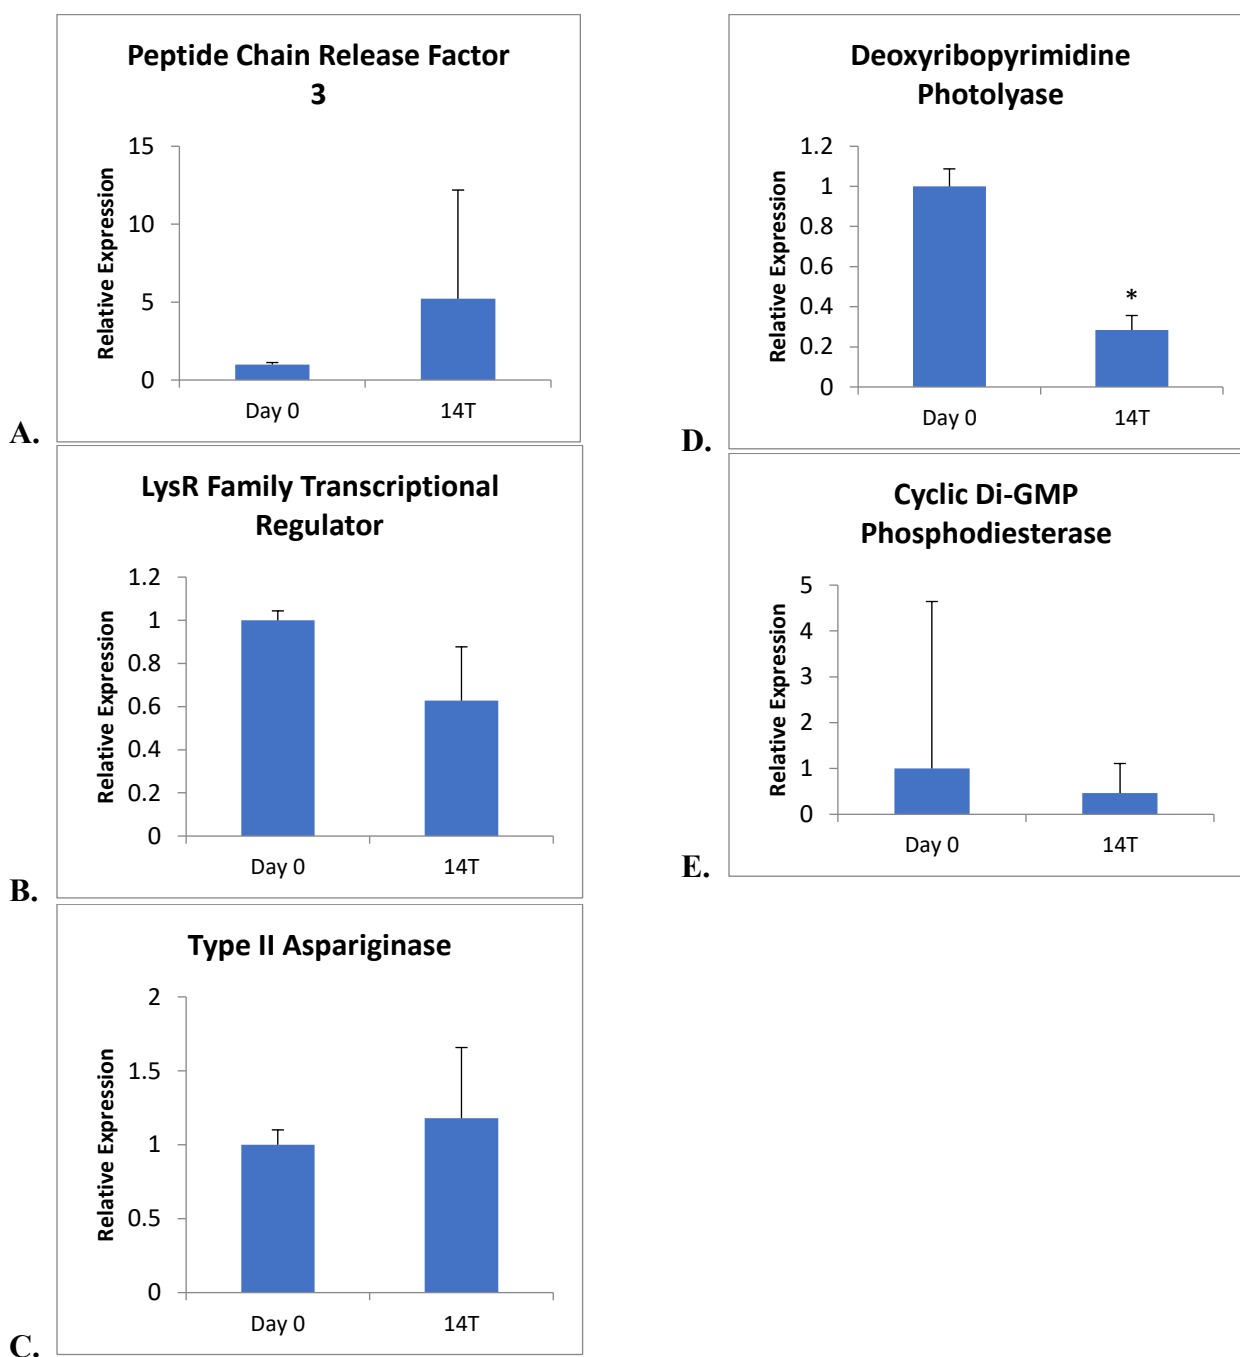 Peptide Chain Release Factor
3
Relative Expression
15
10
5
0
Day 0 14T
A.
LysR Family Transcriptional
Regulator
Relative Expression
1.2
1
0.8
0.6
0.4
0.2
0
Day 0 14T
B.
Type II Aspariginase
Relative Expression
2
1.5
1
0.5
0
Day 0 14T
C.
Deoxyribopyrimidine
Photolyase
Relative Expression
1.2
1
0.8
0.6
0.4
0.2
0
*
Day 0 14T
D.
Cyclic Di-GMP
Phosphodiesterase
Relative Expression
5
4
3
2
1
0
Day 0 14T
E.